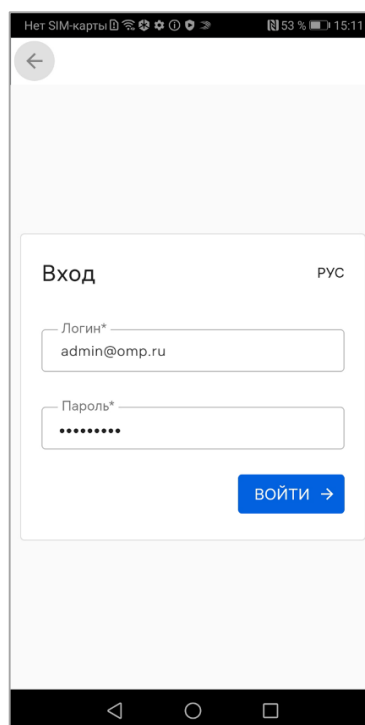 Нет SIM-карты 53 % 15:11
Вход РУС
Логин*
admin@omp.ru
Пароль*
•••••••••
ВОЙТИ →